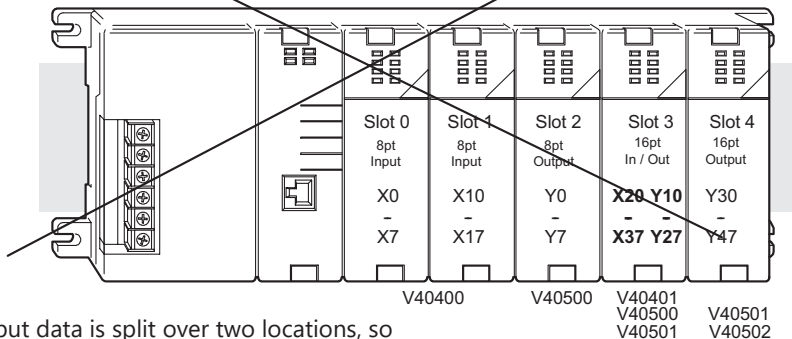 Slot 0 Slot 1 Slot 2 Slot 3 Slot 4
8pt 8pt 8pt 16pt 16pt
Input Input Output In / Out Output
X0 X10 Y0 X20 Y10 Y30
- - - - - -
X7 X17 Y7 X37 Y27 Y47
V40400 V40500 V40401
V40500 V40501
V40501 V40502
put data is split over two locations, so